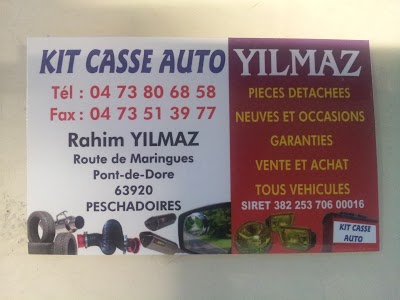 KIT CASSE AUTO YILMAZ
Tél : 04 73 80 68 58
Fax : 04 73 51 39 77
Rahim YILMAZ
Route de Maringues
Pont-de-Dore
63920
PESCHADOIRES
PIECES DETACHEES
NEUVES ET OCCASIONS
GARANTIES
VENTE ET ACHAT
TOUS VEHICULES
SIRET 382 253 706 00016
KIT CASSE
AUTO